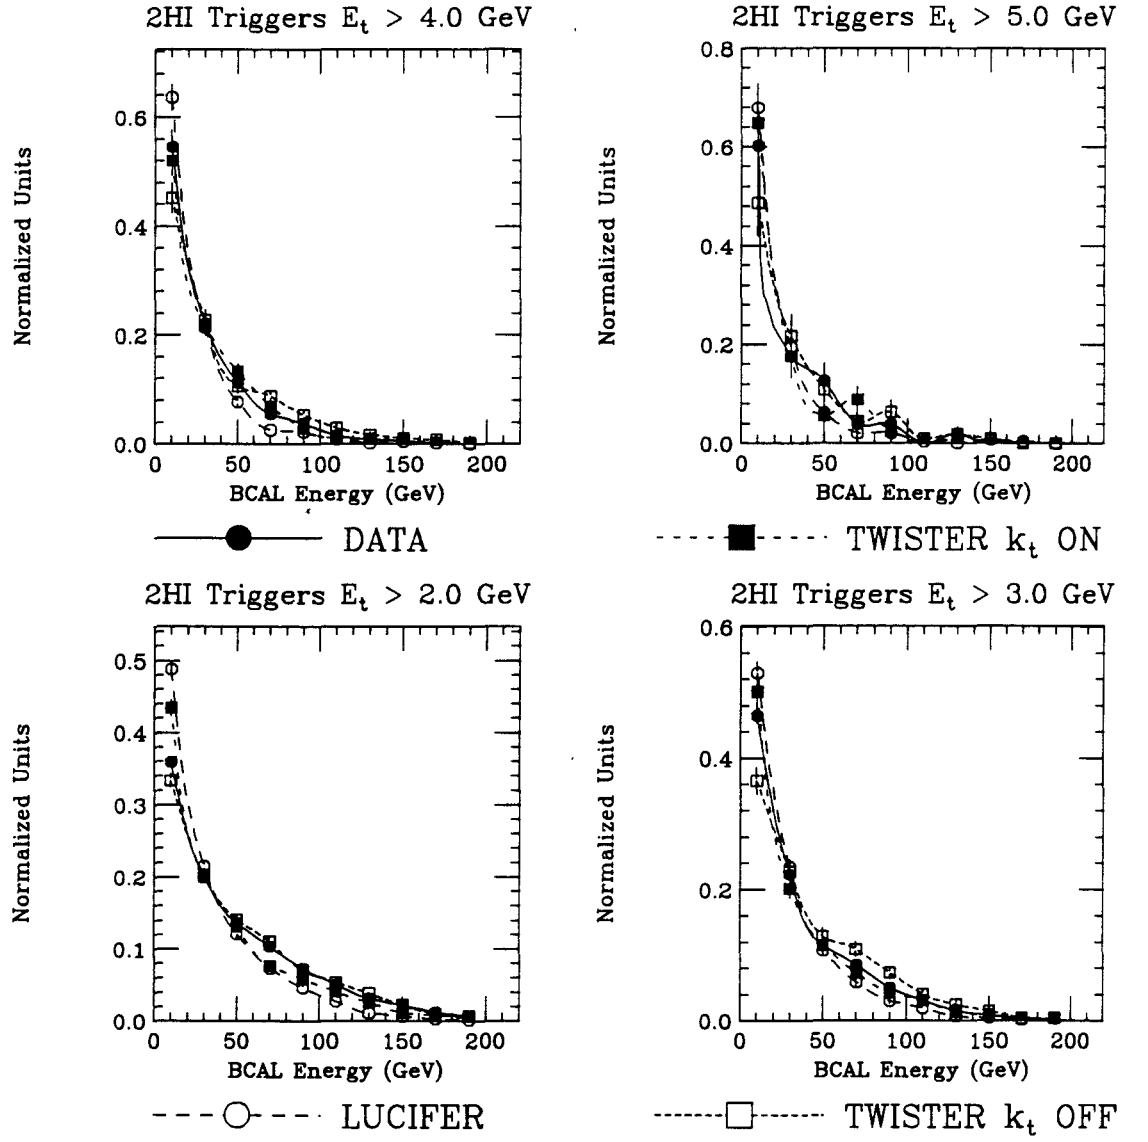 2HI Triggers E_t > 4.0 GeV
2HI Triggers E_t > 5.0 GeV
Normalized Units
0.6
0.4
0.2
0.0
0 50 100 150 200
BCAL Energy (GeV)
Normalized Units
0.8
0.6
0.4
0.2
0.0
0 50 100 150 200
BCAL Energy (GeV)
DATA
TWISTER k_t ON
2HI Triggers E_t > 2.0 GeV
2HI Triggers E_t > 3.0 GeV
Normalized Units
0.5
0.4
0.3
0.2
0.1
0.0
0 50 100 150 200
BCAL Energy (GeV)
Normalized Units
0.6
0.4
0.2
0.0
0 50 100 150 200
BCAL Energy (GeV)
LUCIFER
TWISTER k_t OFF